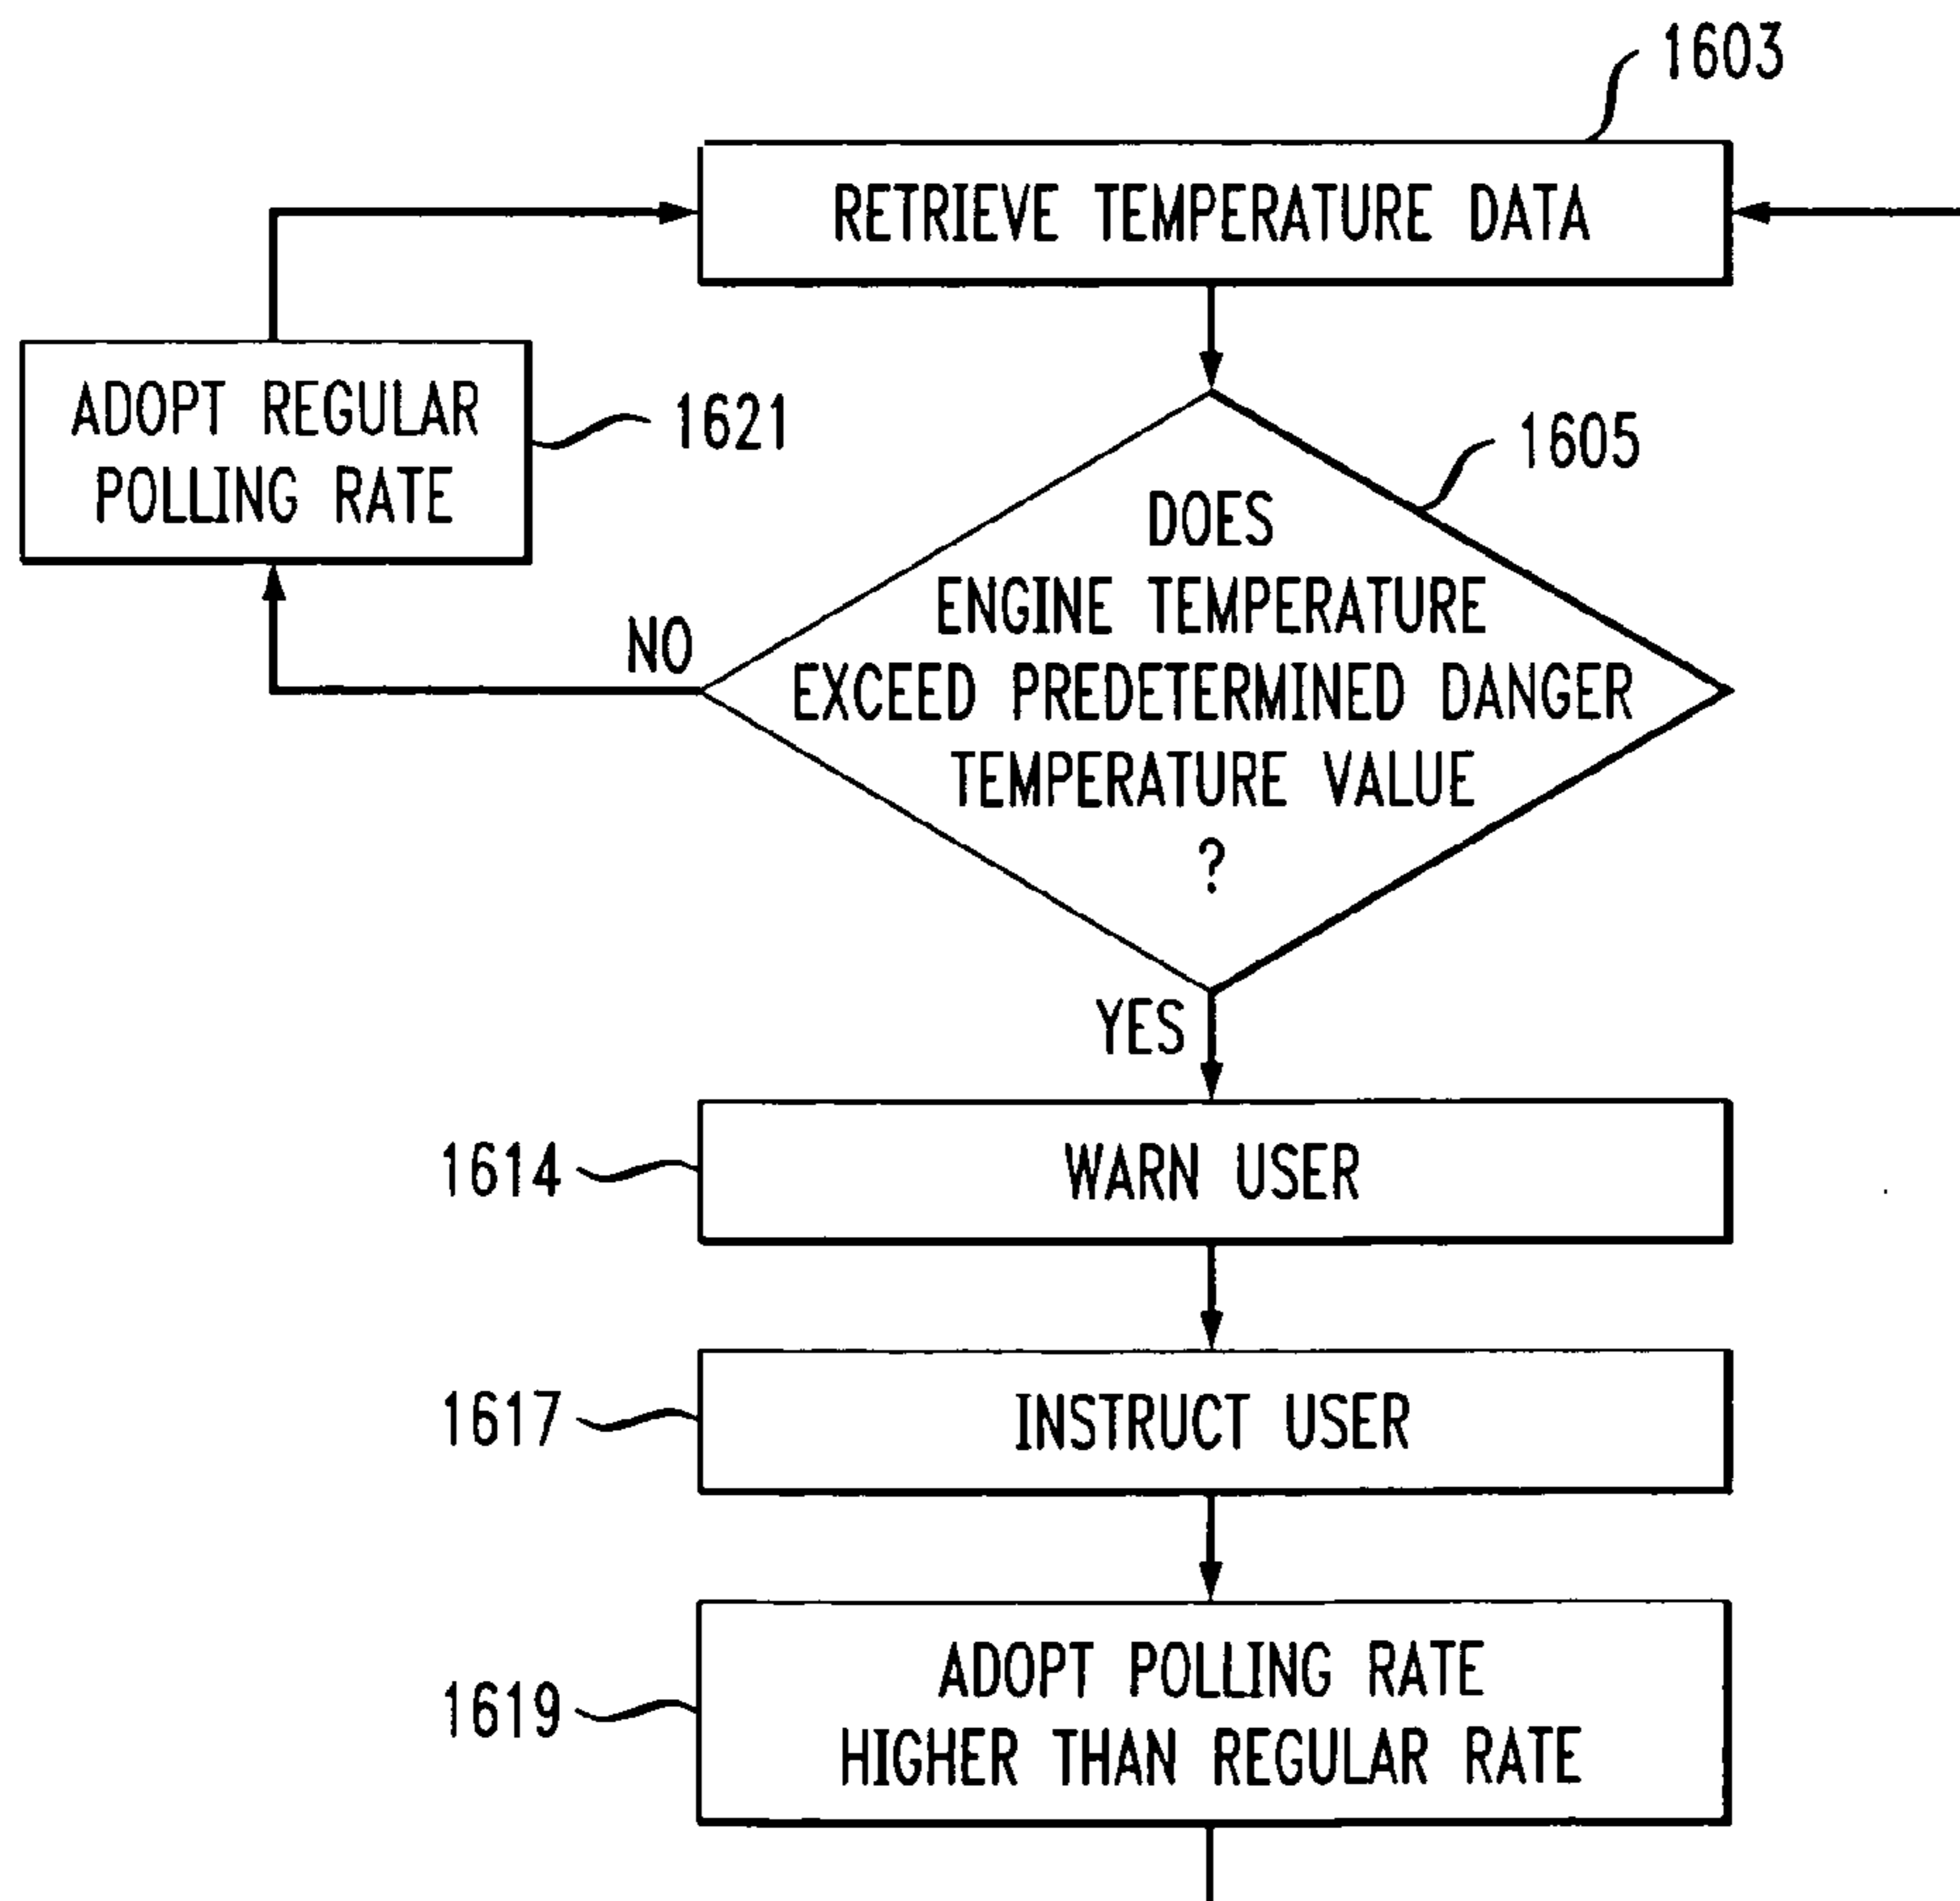 1603
RETRIEVE TEMPERATURE DATA
ADOPT REGULAR
POLLING RATE
1621
1605
DOES
ENGINE TEMPERATURE
EXCEED PREDETERMINED DANGER
TEMPERATURE VALUE
?
NO
YES
1614
WARN USER
1617
INSTRUCT USER
1619
ADOPT POLLING RATE
HIGHER THAN REGULAR RATE